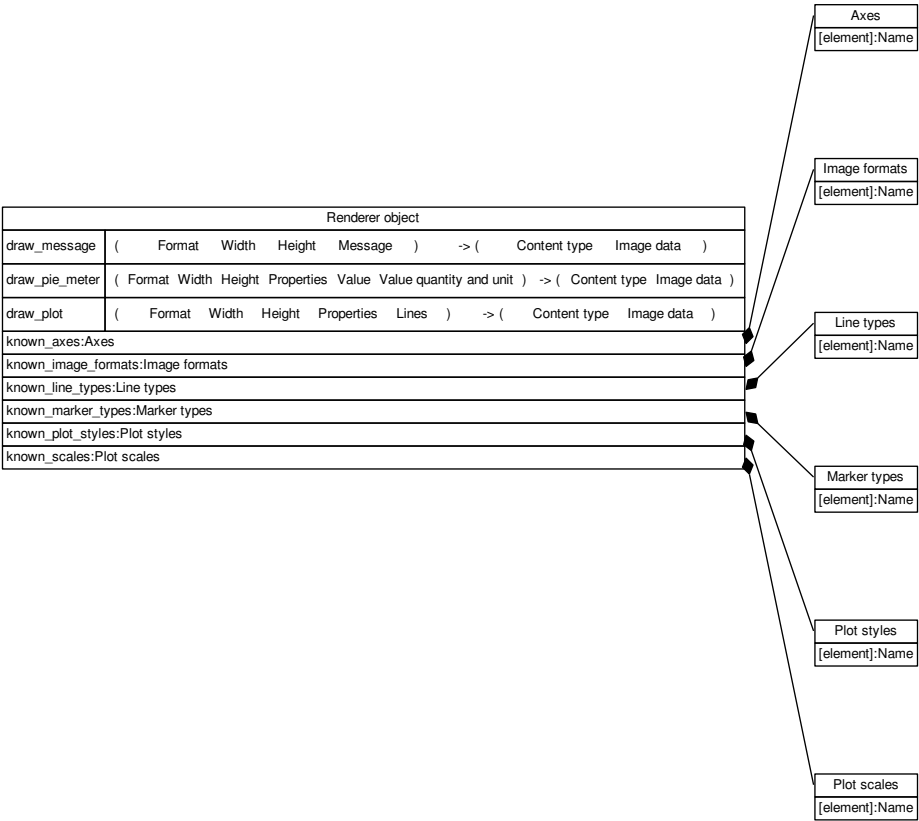 Axes
[element]:Name
Image formats
[element]:Name
Renderer object
draw_message ( Format Width Height Message ) -> ( Content type Image data )
draw_pie_meter ( Format Width Height Properties Value Value quantity and unit ) -> ( Content type Image data )
draw_plot ( Format Width Height Properties Lines ) -> ( Content type Image data )
known_axes:Axes
known_image_formats:Image formats
known_line_types:Line types
known_marker_types:Marker types
known_plot_styles:Plot styles
known_scales:Plot scales
Line types
[element]:Name
Marker types
[element]:Name
Plot styles
[element]:Name
Plot scales
[element]:Name